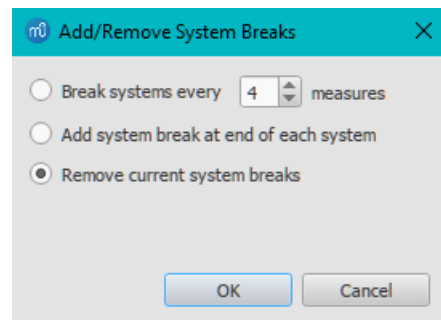 Add/Remove System Breaks
Break systems every 4 measures
Add system break at end of each system
Remove current system breaks
OK Cancel